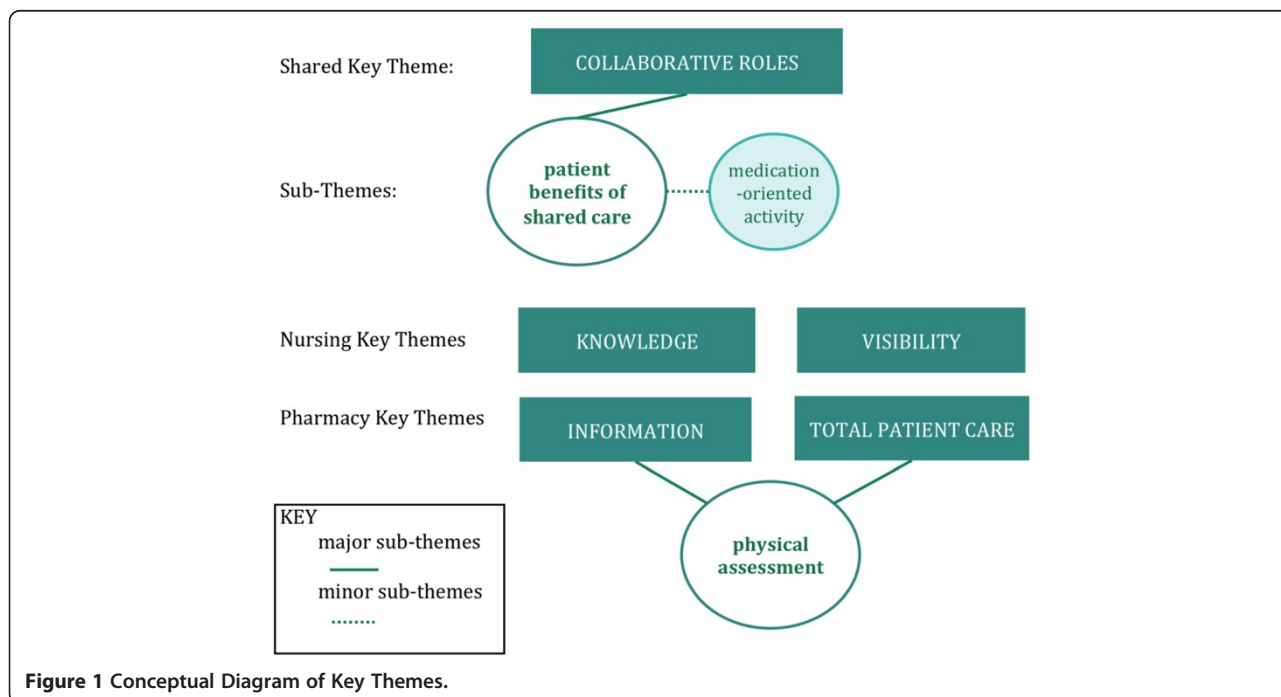 Shared Key Theme:
COLLABORATIVE ROLES
Sub-Themes:
patient
benefits of
shared care
medication
-oriented
activity
Nursing Key Themes
KNOWLEDGE
VISIBILITY
Pharmacy Key Themes
INFORMATION
TOTAL PATIENT CARE
physical
assessment
KEY
major sub-themes
minor sub-themes
Figure 1 Conceptual Diagram of Key Themes.